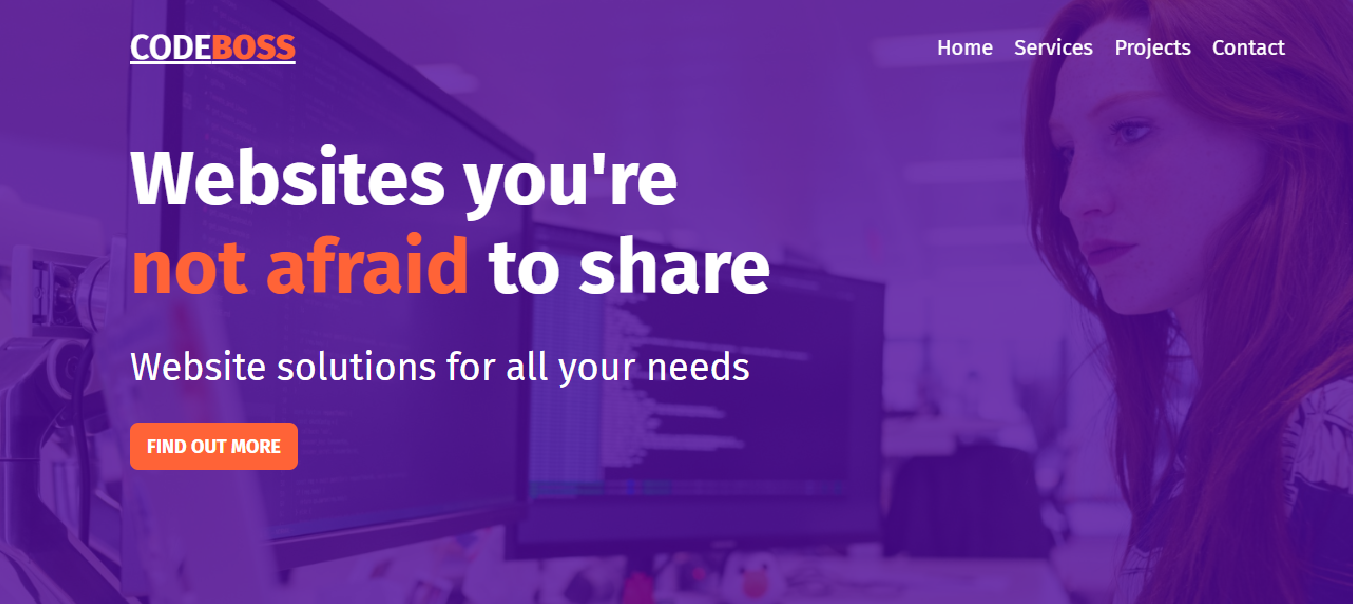 CODEBOSS
Home Services Projects Contact
Websites you're
not afraid to share
Website solutions for all your needs
FIND OUT MORE